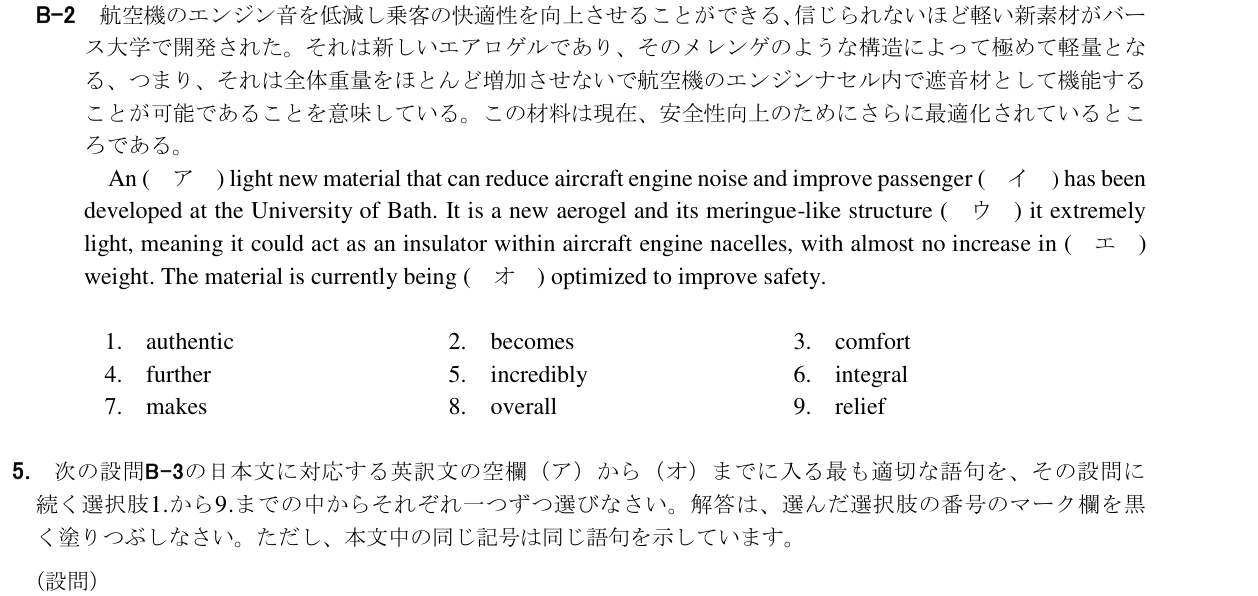 B-2 航空機のエンジン音を低減し乗客の快適性を向上させることができる、信じられないほど軽い新素材がバー
ス大学で開発された。それは新しいエアロゲルであり、そのメレンゲのような構造によって極めて軽量とな
る、つまり、それは全体重量をほとんど増加させないで航空機のエンジンナセル内で遮音材として機能する
ことが可能であることを意味している。この材料は現在、安全性向上のためにさらに最適化されているとこ
ろである。
An ( ア ) light new material that can reduce aircraft engine noise and improve passenger ( イ ) has been
developed at the University of Bath. It is a new aerogel and its meringue-like structure ( ウ ) it extremely
light, meaning it could act as an insulator within aircraft engine nacelles, with almost no increase in ( エ )
weight. The material is currently being ( オ ) optimized to improve safety.
1. authentic 2. becomes 3. comfort
4. further 5. incredibly 6. integral
7. makes 8. overall 9. relief
5. 次の設問B-3の日本文に対応する英訳文の空欄（ア）から（オ）までに入る最も適切な語句を、その設問に
続く選択肢1.から9.までの中からそれぞれ一つずつ選びなさい。解答は、選んだ選択肢の番号のマーク欄を黒
く塗りつぶしなさい。ただし、本文中の同じ記号は同じ語句を示しています。
（設問）